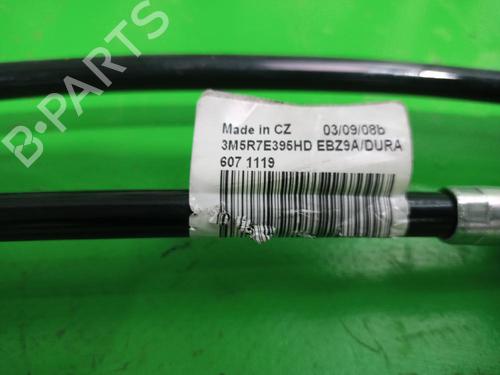 Made in CZ 03/09/08b
3M5R7E395HD EBZ9A/DURA
607 1119
B-PARTS